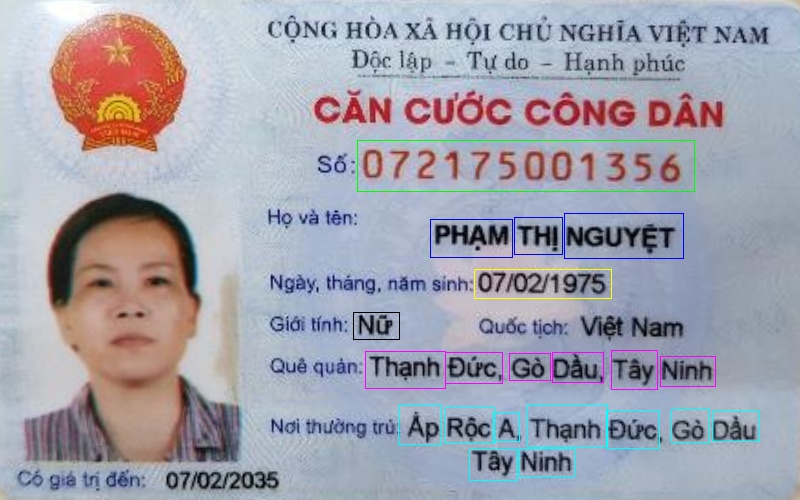 CỘNG HÒA XÃ HỘI CHỦ NGHĨA VIỆT NAM
Độc lập - Tự do - Hạnh phúc
CĂN CƯỚC CÔNG DÂN
Số: 072175001356
Họ và tên:
PHẠM THỊ NGUYỆT
Ngày, tháng, năm sinh: 07/02/1975
Giới tính: Nữ Quốc tịch: Việt Nam
Quê quán: Thạnh Đức, Gò Dầu, Tây Ninh
Nơi thường trú: Ấp Rộc A, Thạnh Đức, Gò Dầu
Tây Ninh
Có giá trị đến: 07/02/2035